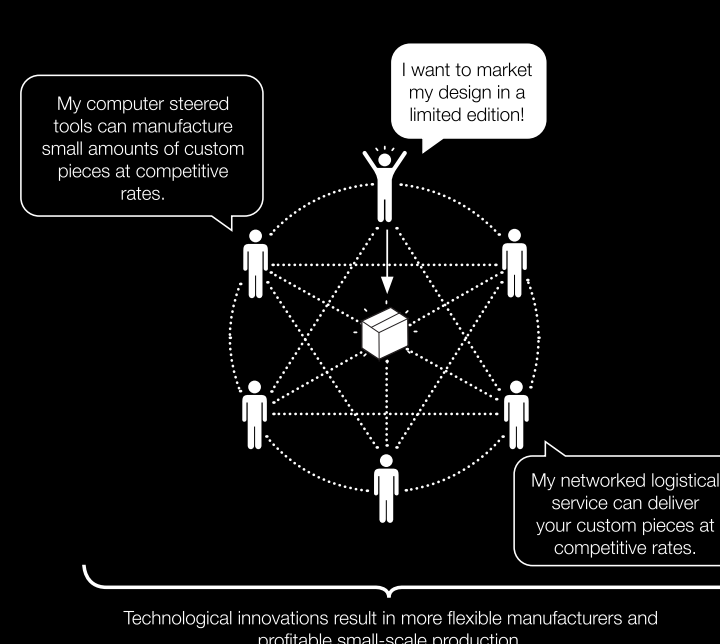 I want to market
my design in a
limited edition!
My computer steered
tools can manufacture
small amounts of custom
pieces at competitive
rates.
My networked logistical
service can deliver
your custom pieces at
competitive rates.
Technological innovations result in more flexible manufacturers and
profitable small-scale production